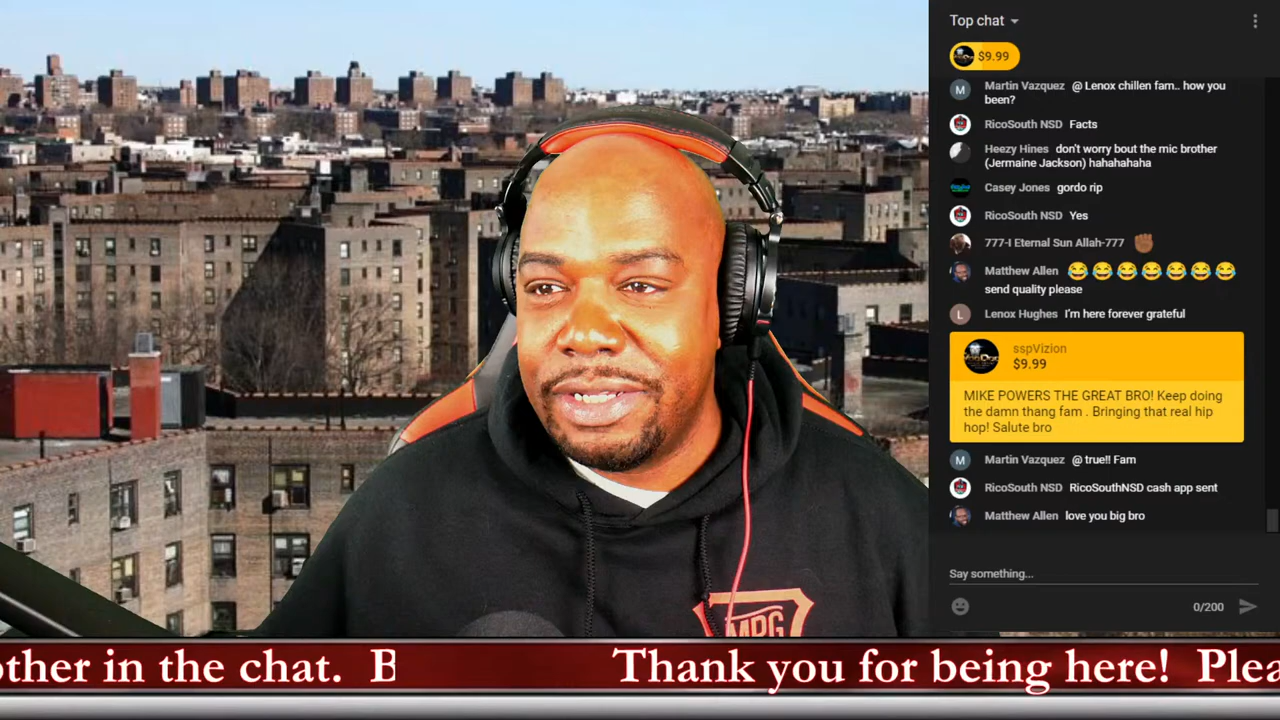 Top chat
$9.99
Martin Vazquez @ Lenox chillen fam.. how you
been?
RicoSouth NSD Facts
Heezy Hines don't worry bout the mic brother
(Jermaine Jackson) hahahahaha
Casey Jones gordo rip
RicoSouth NSD Yes
777-I Eternal Sun Allah-777 ✊🏾
Matthew Allen 😂😂😂😂😂😂😂
send quality please
Lenox Hughes I'm here forever grateful
sspVizion
$9.99
MIKE POWERS THE GREAT BRO! Keep doing
the damn thang fam . Bringing that real hip
hop! Salute bro
Martin Vazquez @ true!! Fam
RicoSouth NSD RicoSouthNSD cash app sent
Matthew Allen love you big bro
Say something...
0/200
MPG
other in the chat. B Thank you for being here! Plea